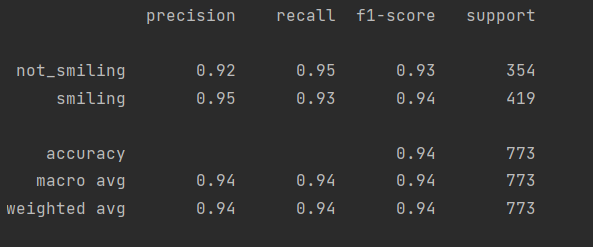 precision recall f1-score support
not_smiling 0.92 0.95 0.93 354
smiling 0.95 0.93 0.94 419
accuracy 0.94 773
macro avg 0.94 0.94 0.94 773
weighted avg 0.94 0.94 0.94 773